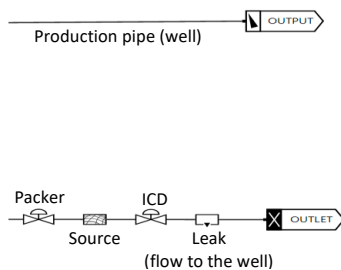 OUTPUT
Production pipe (well)
Packer ICD
OUTLET
Source Leak
(flow to the well)